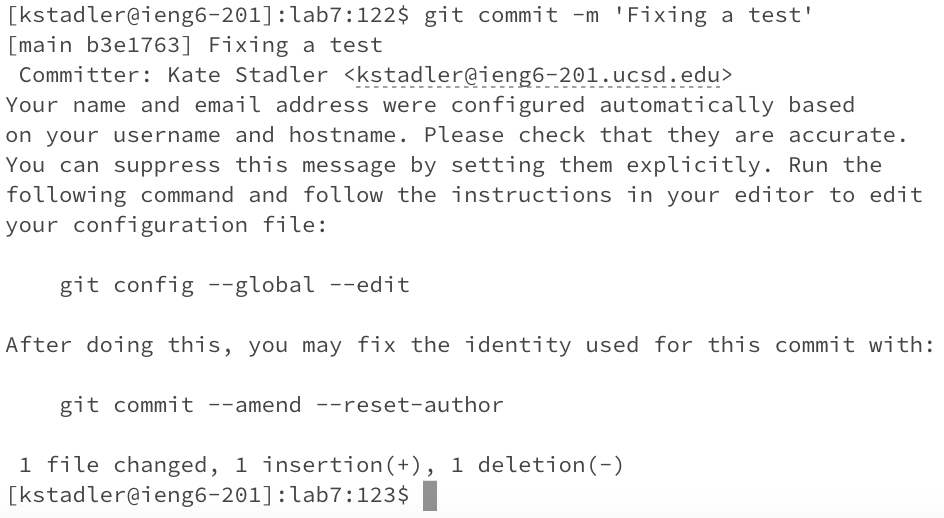 [kstadler@ieng6-201]:lab7:122$ git commit -m 'Fixing a test'
[main b3e1763] Fixing a test
 Committer: Kate Stadler <kstadler@ieng6-201.ucsd.edu>
Your name and email address were configured automatically based
on your username and hostname. Please check that they are accurate.
You can suppress this message by setting them explicitly. Run the
following command and follow the instructions in your editor to edit
your configuration file:

    git config --global --edit

After doing this, you may fix the identity used for this commit with:

    git commit --amend --reset-author

 1 file changed, 1 insertion(+), 1 deletion(-)
[kstadler@ieng6-201]:lab7:123$